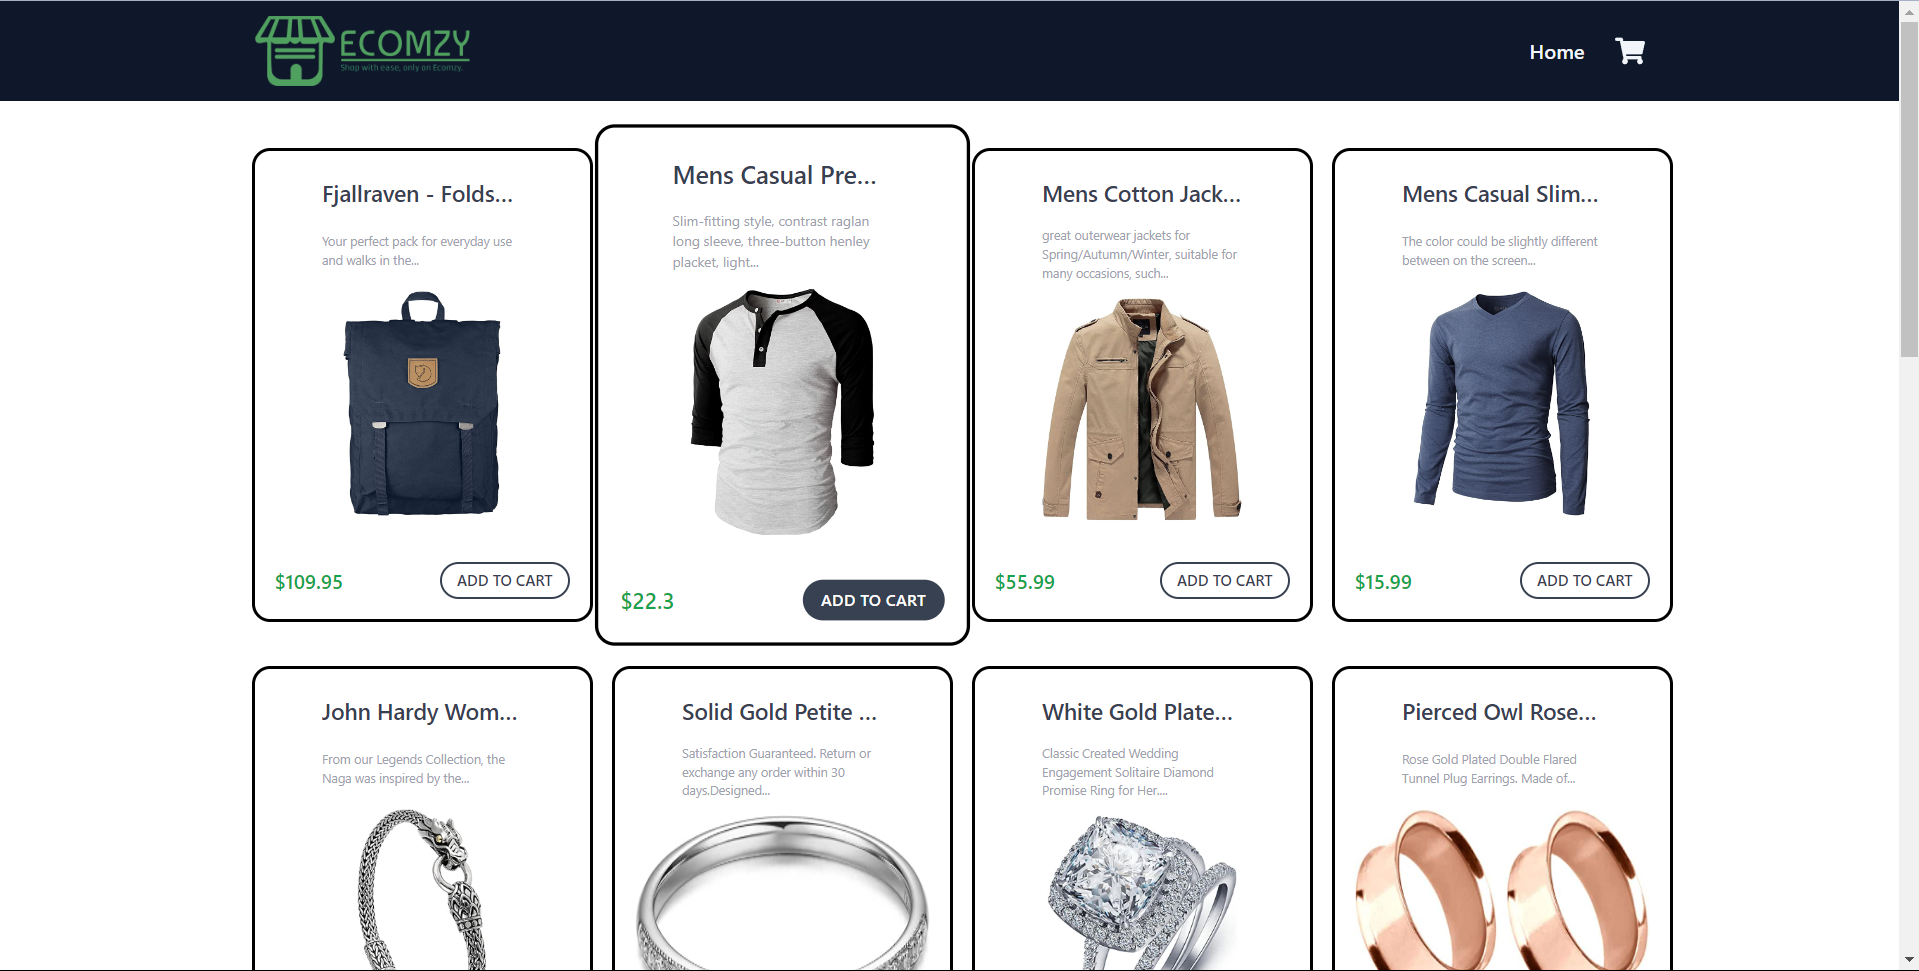 ECOMZY
Shop with ease, only on Ecomzy.
Home
Fjallraven - Folds...
Your perfect pack for everyday use
and walks in the...
$109.95
ADD TO CART
Mens Casual Pre...
Slim-fitting style, contrast raglan
long sleeve, three-button henley
placket, light...
$22.3
ADD TO CART
Mens Cotton Jack...
great outerwear jackets for
Spring/Autumn/Winter, suitable for
many occasions, such...
$55.99
ADD TO CART
Mens Casual Slim...
The color could be slightly different
between on the screen...
$15.99
ADD TO CART
John Hardy Wom...
From our Legends Collection, the
Naga was inspired by the...
Solid Gold Petite ...
Satisfaction Guaranteed. Return or
exchange any order within 30
days.Designed...
White Gold Plate...
Classic Created Wedding
Engagement Solitaire Diamond
Promise Ring for Her....
Pierced Owl Rose...
Rose Gold Plated Double Flared
Tunnel Plug Earrings. Made of...